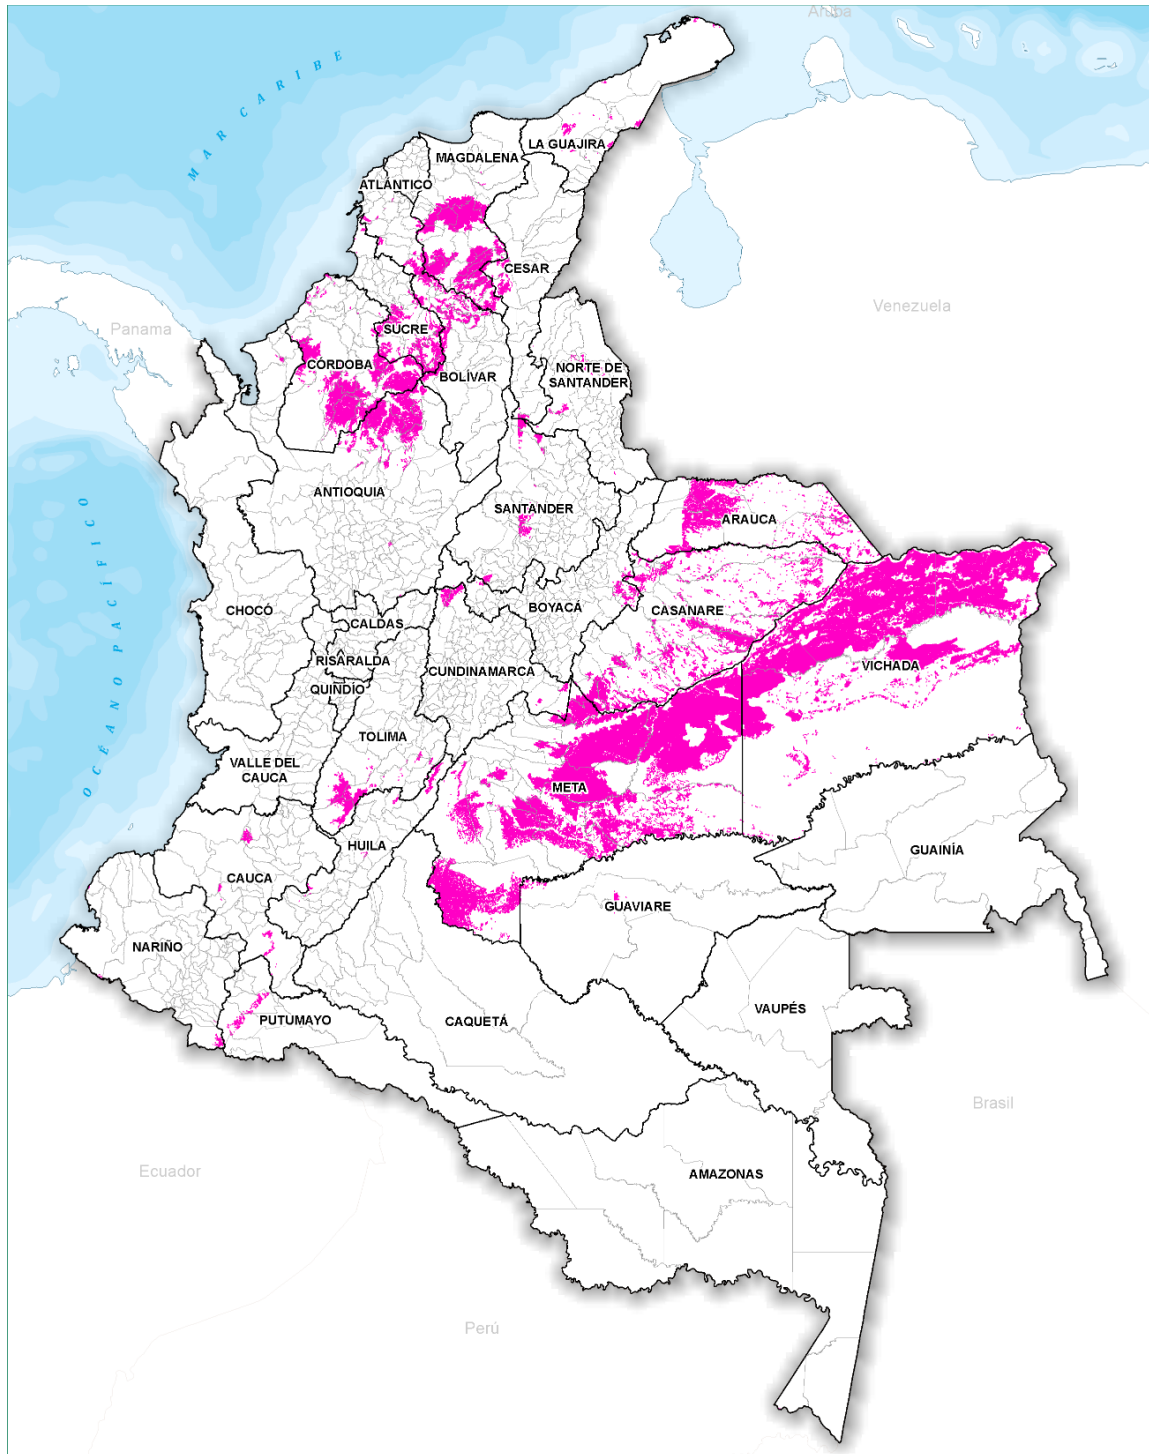 Aruba
MAR CARIBE
LA GUAJIRA
MAGDALENA
ATLÁNTICO
CESAR
Venezuela
Panama
SUCRE
CÓRDOBA
BOLÍVAR
NORTE DE
SANTANDER
ANTIOQUIA
SANTANDER
ARAUCA
OCÉANO PACÍFICO
CHOCÓ
BOYACÁ
CASANARE
CALDAS
RISARALDA
CUNDINAMARCA
VICHADA
QUINDÍO
TOLIMA
VALLE DEL
CAUCA
META
HUILA
GUAINÍA
CAUCA
GUAVIARE
NARIÑO
VAUPÉS
PUTUMAYO
CAQUETÁ
Brasil
Ecuador
AMAZONAS
Perú